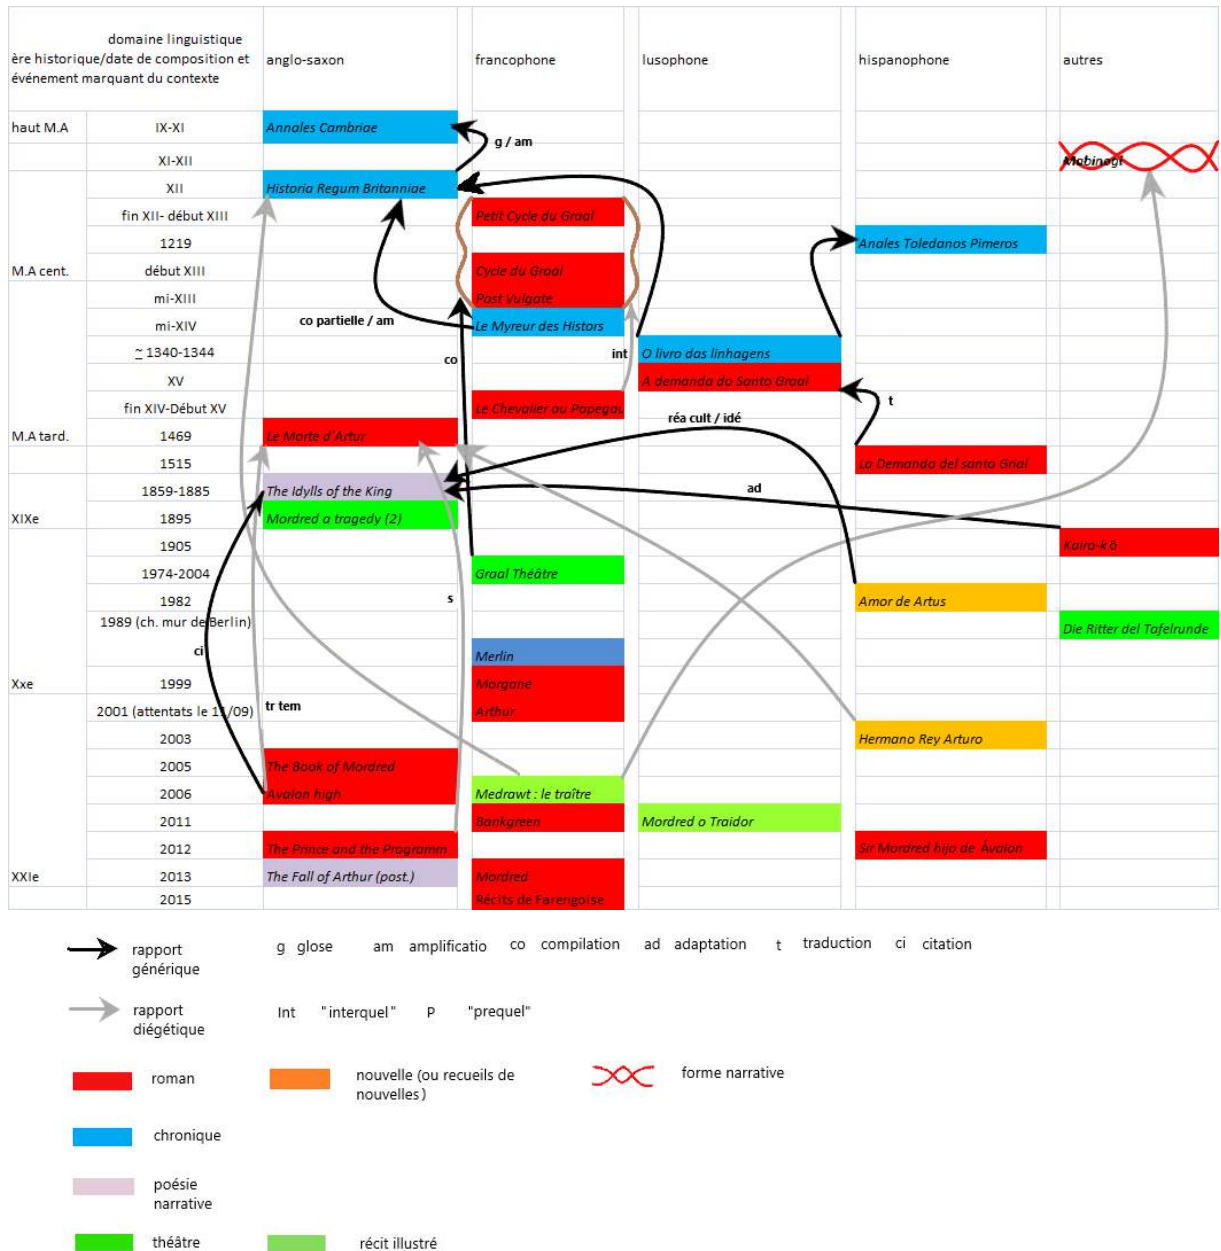 domaine linguistique
ère historique/date de composition et
événement marquant du contexte
anglo-saxon
francophone
lusophone
hispanophone
autres
haut M.A
IX-XI
Annales Cambriae
g / am
XI-XII
Mabinogi
XII
Historia Regum Britanniae
fin XII- début XIII
Petit Cycle du Graal
1219
Anales Toledanos Pimeros
M.A cent.
début XIII
Cycle du Graal
mi-XIII
Post Vulgate
co partielle / am
mi-XIV
Le Myreur des Histors
co
int
~ 1340-1344
O livro das linhagens
XV
A demanda do Santo Graal
fin XIV-Début XV
Le Chevalier au Papegau
t
réa cult / idé
M.A tard.
1469
Le Morte d'Artur
1515
La Demanda del santo Grial
1859-1885
The Idylls of the King
ad
XIXe
1895
Mordred a tragedy (2)
1905
Kairo-kō
1974-2004
Graal Théâtre
1982
s
Amor de Artus
1989 (ch. mur de Berlin)
Die Ritter del Tafelrunde
ci
Merlin
Xxe
1999
Morgane
2001 (attentats le 11/09)
tr tem
Arthur
2003
Hermano Rey Arturo
2005
The Book of Mordred
2006
Avalon high
Medrawt : le traître
2011
Bankgreen
Mordred o Traidor
2012
The Prince and the Programm
Sir Mordred hijo de Àvalon
XXIe
2013
The Fall of Arthur (post.)
Mordred
2015
Récits de Farengoise
rapport
générique
g glose am amplificatio co compilation ad adaptation t traduction ci citation
rapport
diégétique
Int "interquel" P "prequel"
roman
nouvelle (ou recueils de
nouvelles)
forme narrative
chronique
poésie
narrative
théâtre
récit illustré